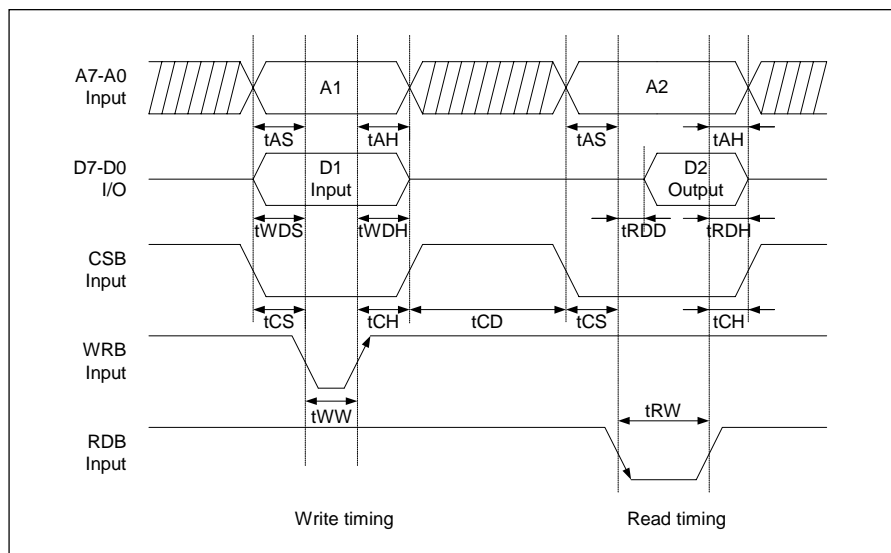 A7-A0
Input
A1
A2
tAS
tAH
tAS
tAH
D7-D0
I/O
D1
Input
D2
Output
tWDS
tWDH
tRDD
tRDH
CSB
Input
tCS
tCH
tCD
tCS
tCH
WRB
Input
tWW
tRW
RDB
Input
Write timing
Read timing